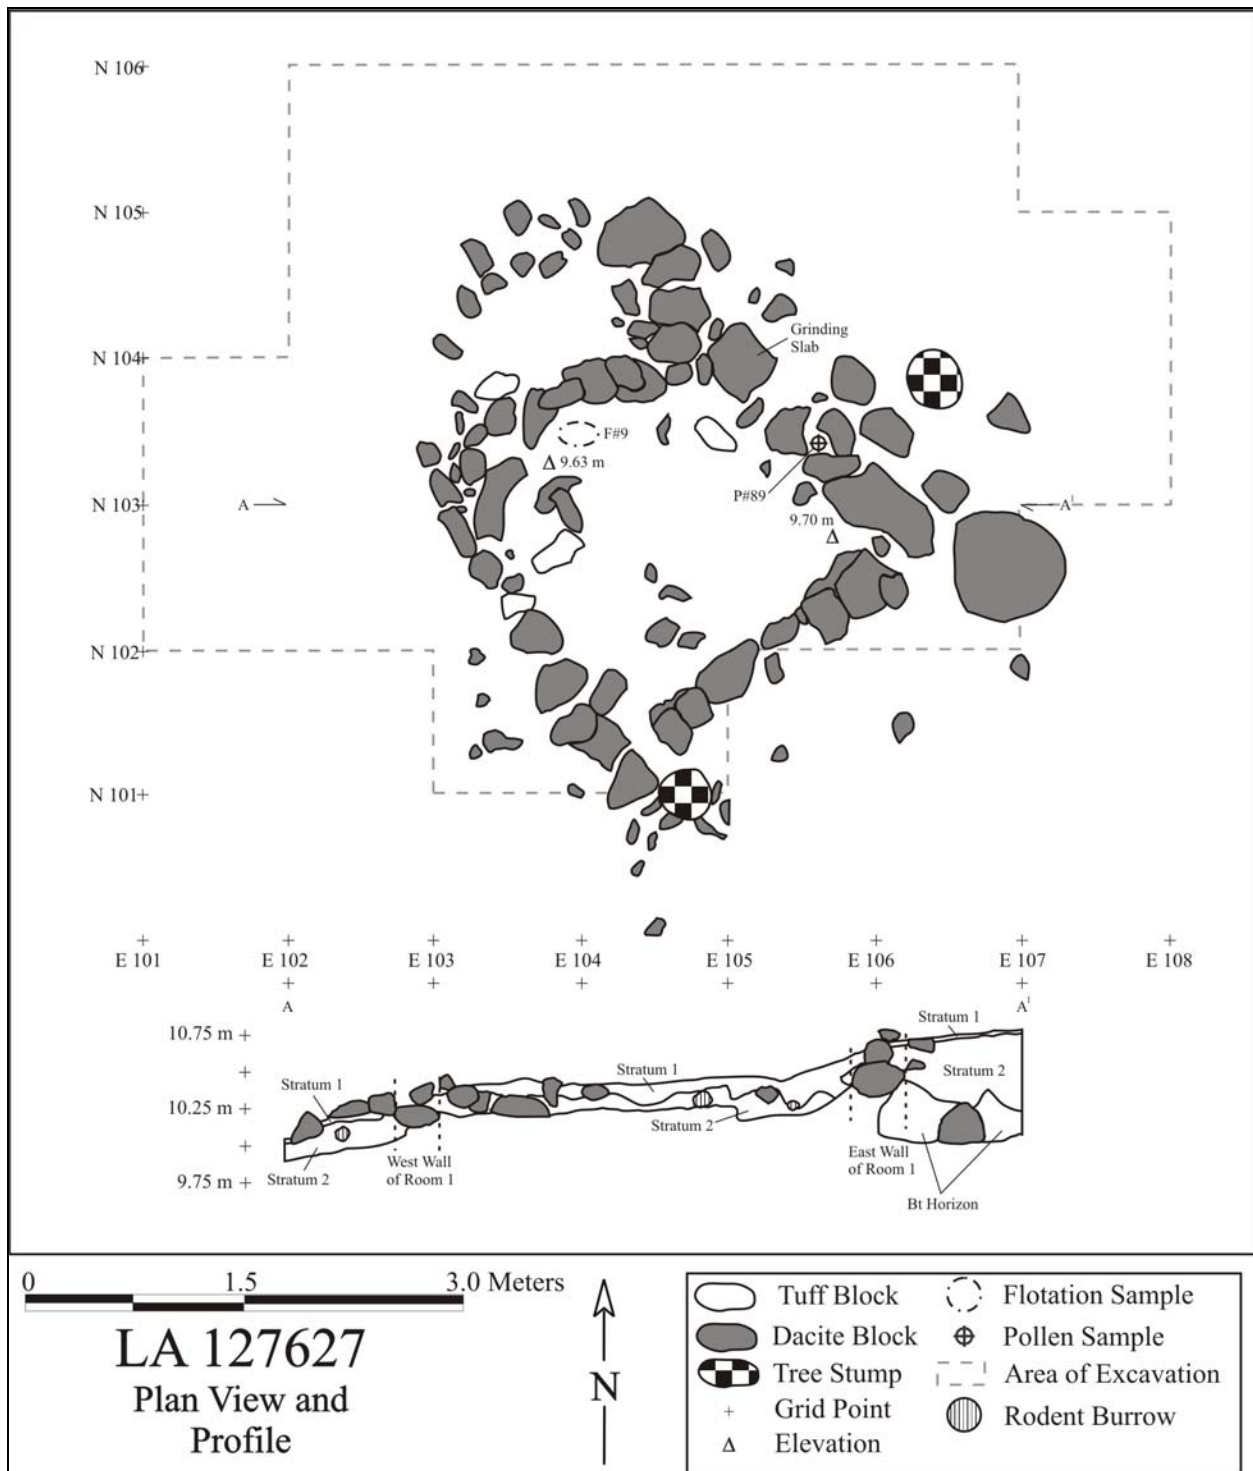 N 106
N 105
N 104
Grinding
Slab
F#9
Δ 9.63 m
P#89
N 103
A
A'
9.70 m
Δ
N 102
N 101
E 101 E 102 E 103 E 104 E 105 E 106 E 107 E 108
A A'
10.75 m
Stratum 1
Stratum 1
Stratum 1
Stratum 2
10.25 m
Stratum 2
West Wall
of Room 1
East Wall
of Room 1
9.75 m
Stratum 2
Bt Horizon
0 1.5 3.0 Meters
LA 127627
Plan View and
Profile
N
Tuff Block
Dacite Block
Tree Stump
Grid Point
Δ Elevation
Flotation Sample
Pollen Sample
Area of Excavation
Rodent Burrow